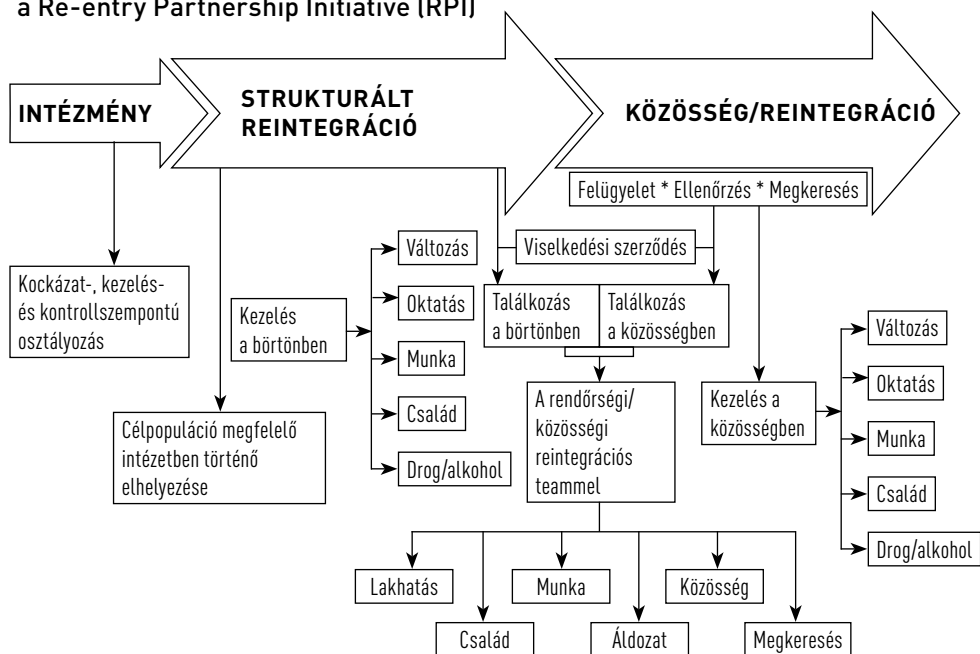 a Re-entry Partnership Initiative (RPI)
INTÉZMÉNY
STRUKTURÁLT
REINTEGRÁCIÓ
KÖZÖSSÉG/REINTEGRÁCIÓ
Felügyelet * Ellenőrzés * Megkeresés
Viselkedési szerződés
Kockázat-, kezelés-
és kontrollszempontú
osztályozás
Célpopuláció megfelelő
intézetben történő
elhelyezése
Kezelés
a börtönben
Változás
Oktatás
Munka
Család
Drog/alkohol
Találkozás
a börtönben
Találkozás
a közösségben
A rendőrségi/
közösségi
reintegrációs
teammel
Kezelés a
közösségben
Változás
Oktatás
Munka
Család
Drog/alkohol
Lakhatás
Munka
Közösség
Család
Áldozat
Megkeresés